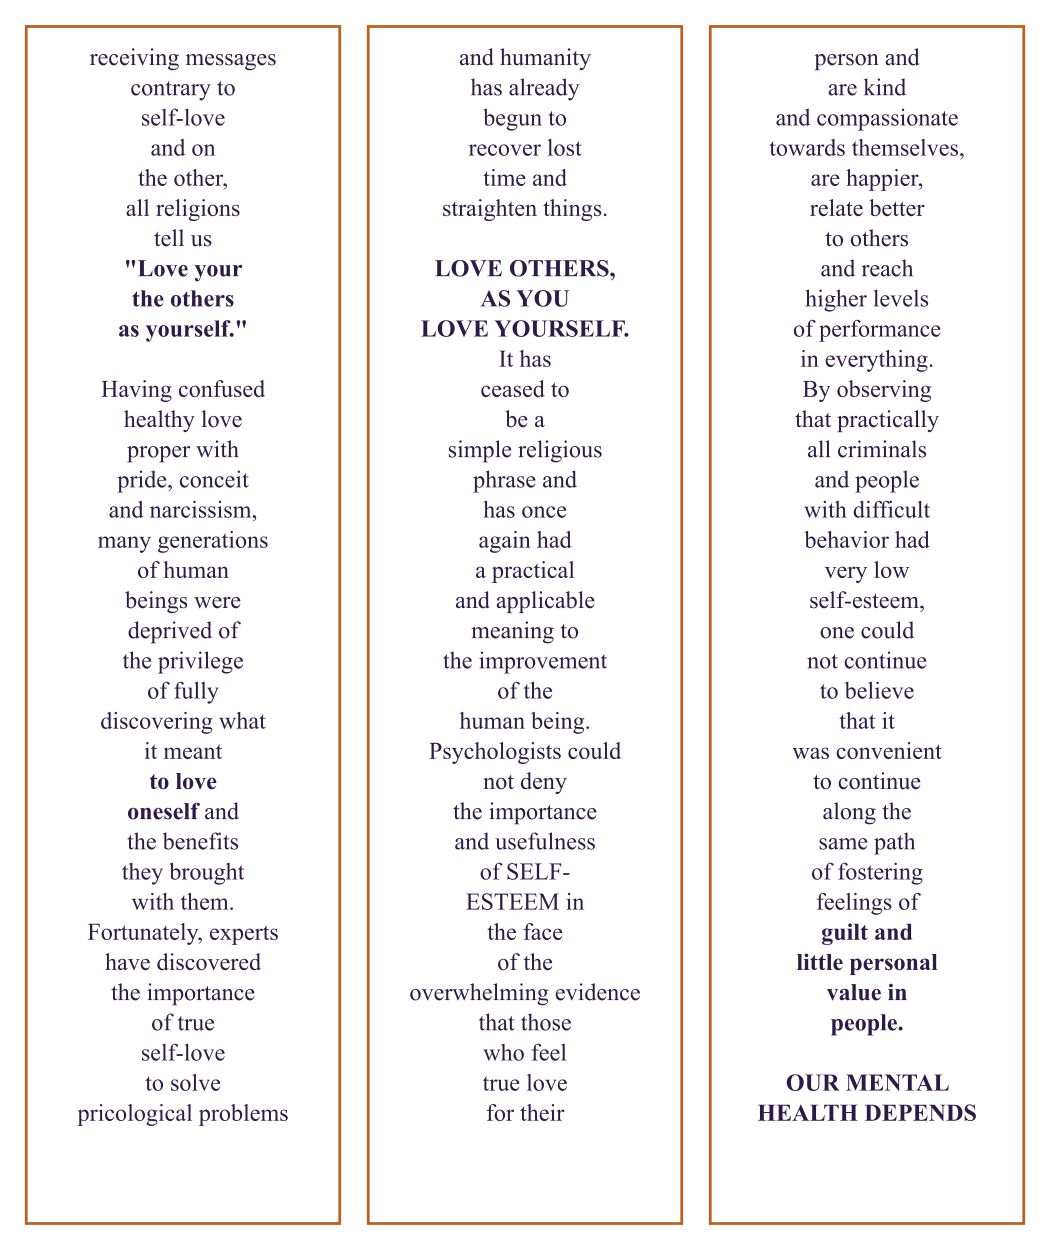 receiving messages
contrary to
self-love
and on
the other,
all religions
tell us
"Love your
the others
as yourself."
Having confused
healthy love
proper with
pride, conceit
and narcissism,
many generations
of human
beings were
deprived of
the privilege
of fully
discovering what
it meant
to love
oneself and
the benefits
they brought
with them.
Fortunately, experts
have discovered
the importance
of true
self-love
to solve
pricological problems
and humanity
has already
begun to
recover lost
time and
straighten things.
LOVE OTHERS,
AS YOU
LOVE YOURSELF.
It has
ceased to
be a
simple religious
phrase and
has once
again had
a practical
and applicable
meaning to
the improvement
of the
human being.
Psychologists could
not deny
the importance
and usefulness
of SELF-
ESTEEM in
the face
of the
overwhelming evidence
that those
who feel
true love
for their
person and
are kind
and compassionate
towards themselves,
are happier,
relate better
to others
and reach
higher levels
of performance
in everything.
By observing
that practically
all criminals
and people
with difficult
behavior had
very low
self-esteem,
one could
not continue
to believe
that it
was convenient
to continue
along the
same path
of fostering
feelings of
guilt and
little personal
value in
people.
OUR MENTAL
HEALTH DEPENDS